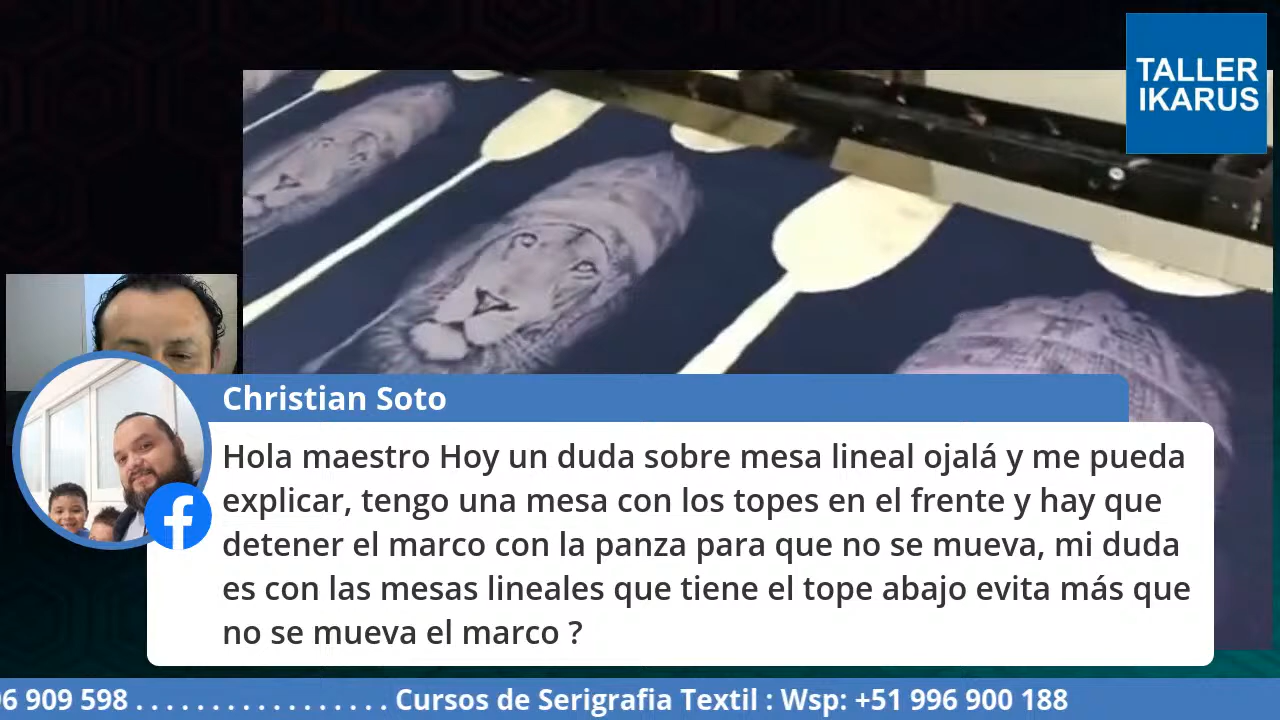 TALLER
IKARUS
Christian Soto
Hola maestro Hoy un duda sobre mesa lineal ojalá y me pueda
explicar, tengo una mesa con los topes en el frente y hay que
detener el marco con la panza para que no se mueva, mi duda
es con las mesas lineales que tiene el tope abajo evita más que
no se mueva el marco ?
6 909 598 . . . . . . . . . . . . . . . . . Cursos de Serigrafia Textil : Wsp: +51 996 900 188